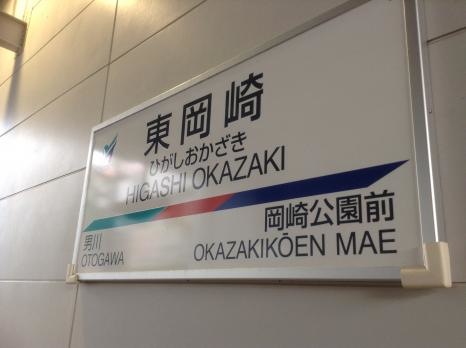 東岡崎
ひがしおかざき
HIGASHI OKAZAKI
男川
OTOGAWA
岡崎公園前
OKAZAKIKŌEN MAE